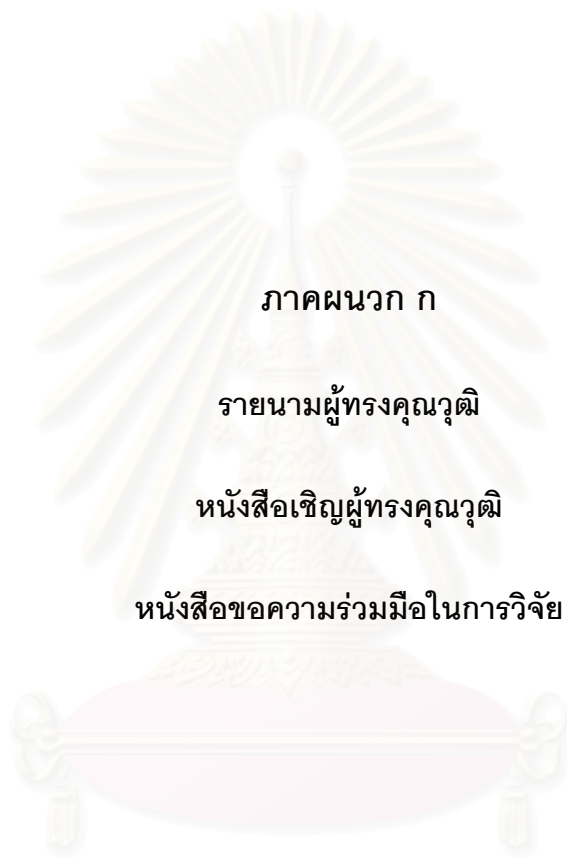 ภาคผนวก ก
รายนามผู้ทรงคุณวุฒิ
หนังสือเชิญผู้ทรงคุณวุฒิ
หนังสือขอความร่วมมือในการวิจัย